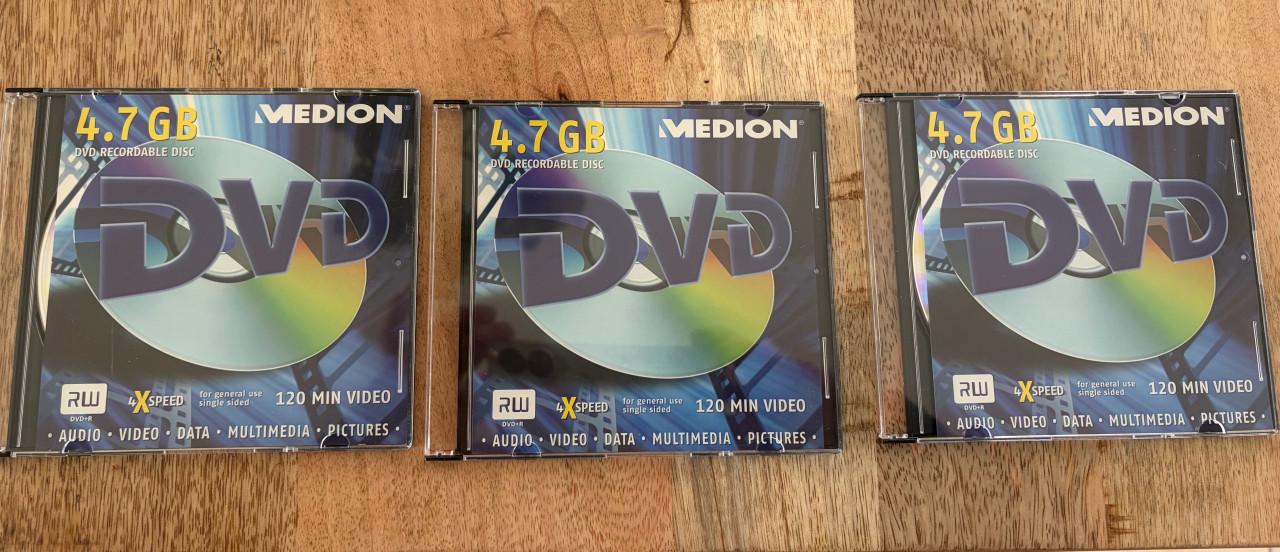 4.7 GB
MEDION®
DVD RECORDABLE DISC
DVD
RW
DVD+R
4XSPEED
for general use
single sided
120 MIN VIDEO
• AUDIO • VIDEO • DATA • MULTIMEDIA • PICTURES •
4.7 GB
MEDION®
DVD RECORDABLE DISC
DVD
RW
DVD+R
4XSPEED
for general use
single sided
120 MIN VIDEO
• AUDIO • VIDEO • DATA • MULTIMEDIA • PICTURES •
4.7 GB
MEDION®
DVD RECORDABLE DISC
DVD
RW
DVD+R
4XSPEED
for general use
single sided
120 MIN VIDEO
• AUDIO • VIDEO • DATA • MULTIMEDIA • PICTURES •